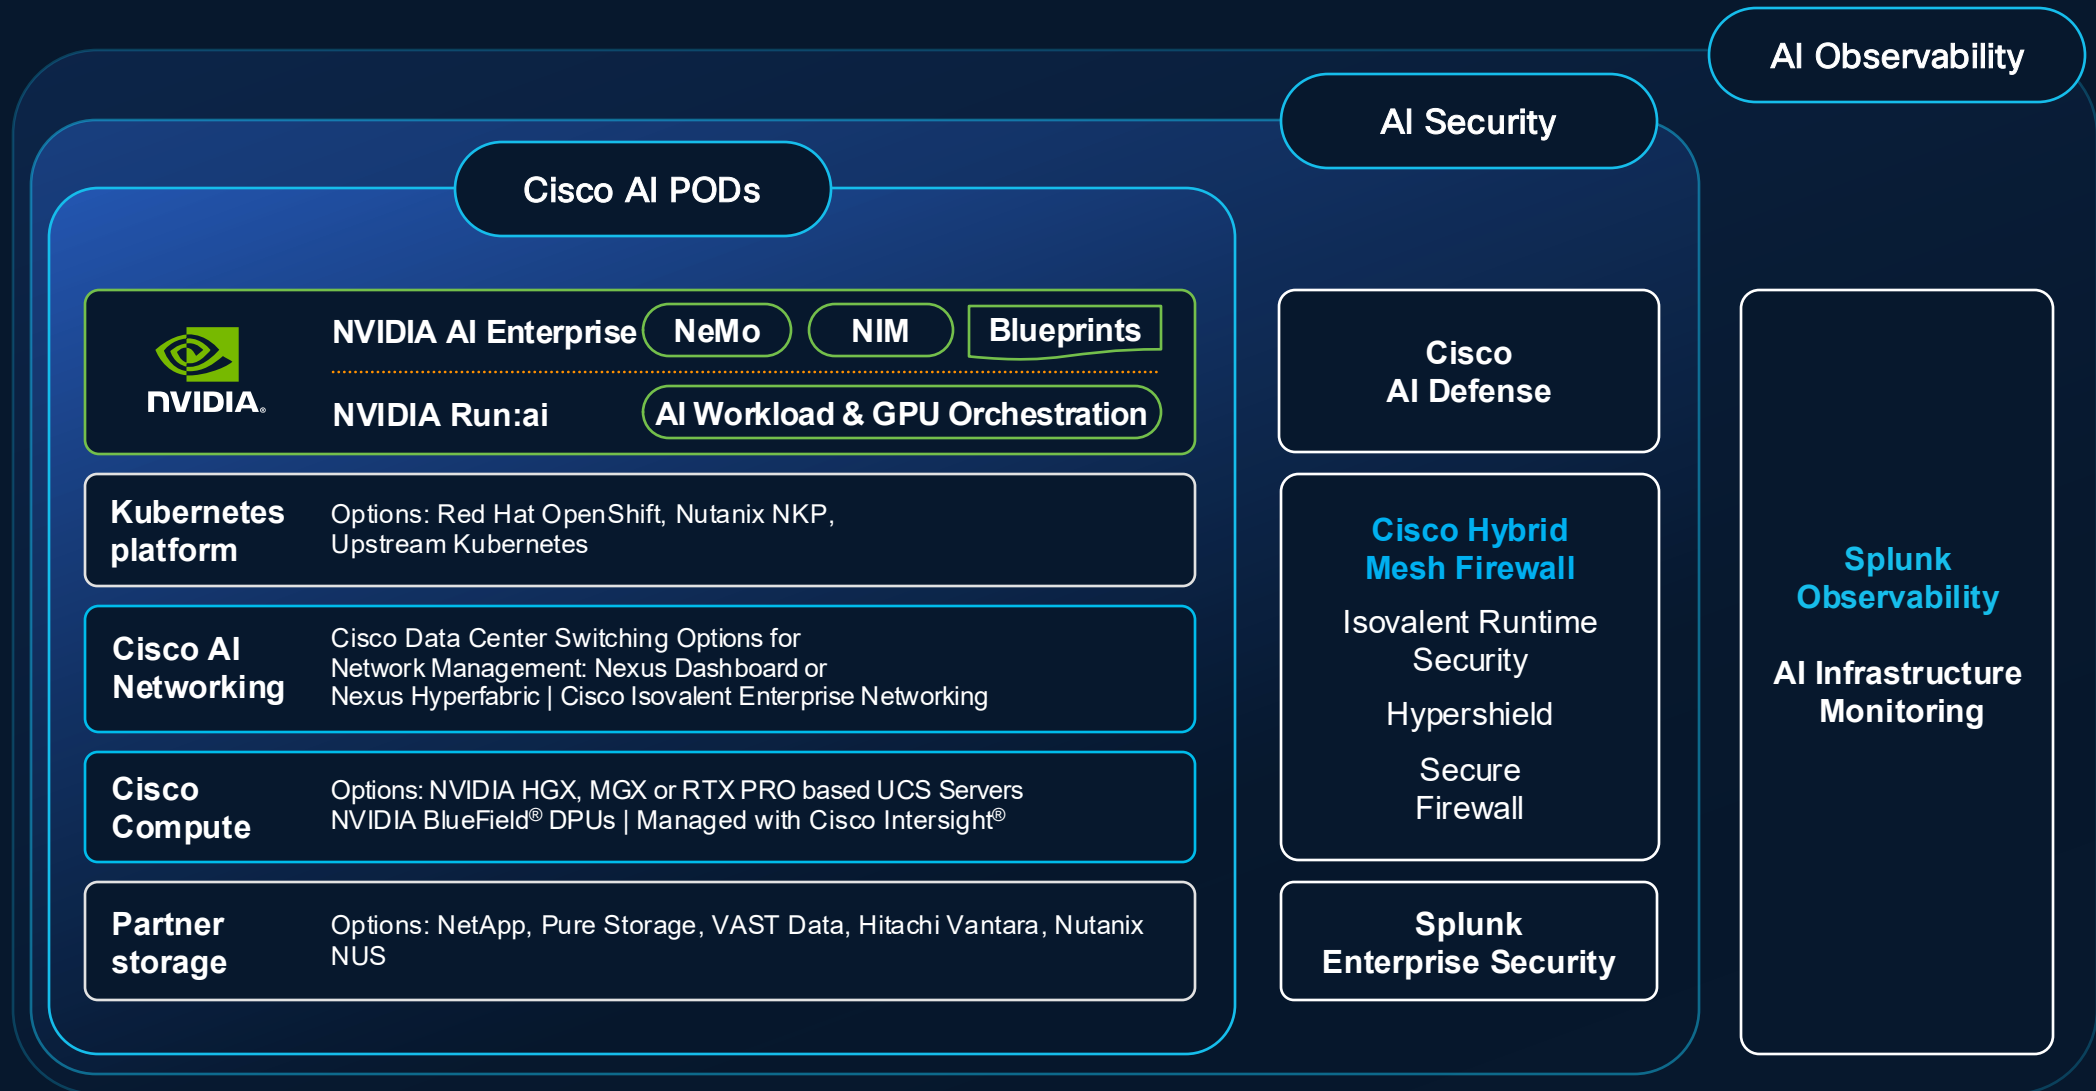 AI Observability
AI Security
Cisco AI PODs
NVIDIA®
NVIDIA AI Enterprise
NeMo
NIM
Blueprints
NVIDIA Run:ai
AI Workload & GPU Orchestration
Kubernetes
platform
Options: Red Hat OpenShift, Nutanix NKP,
Upstream Kubernetes
Cisco AI
Networking
Cisco Data Center Switching Options for
Network Management: Nexus Dashboard or
Nexus Hyperfabric | Cisco Isovalent Enterprise Networking
Cisco
Compute
Options: NVIDIA HGX, MGX or RTX PRO based UCS Servers
NVIDIA BlueField® DPUs | Managed with Cisco Intersight®
Partner
storage
Options: NetApp, Pure Storage, VAST Data, Hitachi Vantara, Nutanix
NUS
Cisco
AI Defense
Cisco Hybrid
Mesh Firewall
Isovalent Runtime
Security
Hypershield
Secure
Firewall
Splunk
Enterprise Security
Splunk
Observability
AI Infrastructure
Monitoring